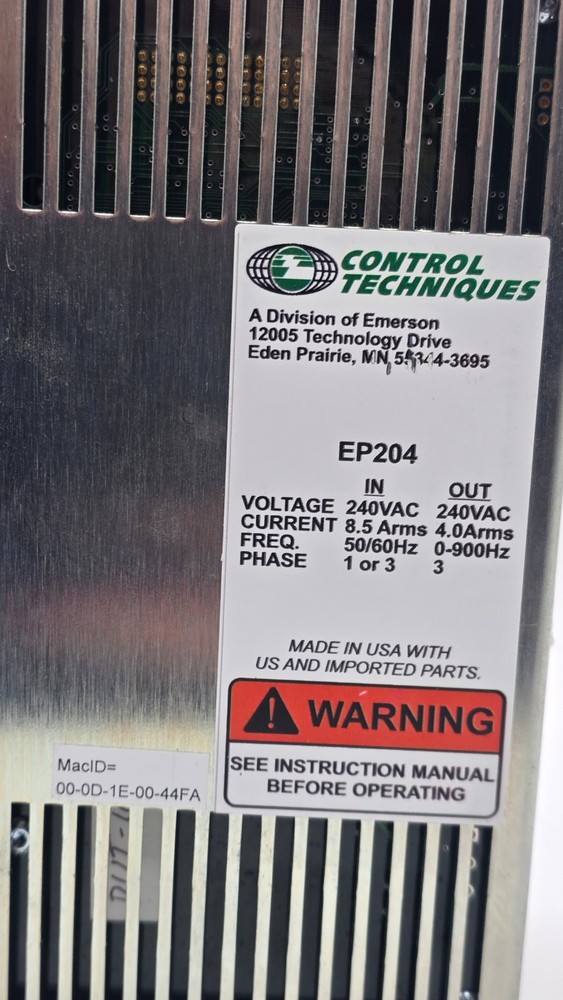 CONTROL
TECHNIQUES
A Division of Emerson
12005 Technology Drive
Eden Prairie, MN, 55344-3695
EP204
IN OUT
VOLTAGE 240VAC 240VAC
CURRENT 8.5 Arms 4.0Arms
FREQ. 50/60Hz 0-900Hz
PHASE 1 or 3 3
MADE IN USA WITH
US AND IMPORTED PARTS.
WARNING
SEE INSTRUCTION MANUAL
BEFORE OPERATING
MacID=
00-0D-1E-00-44FA